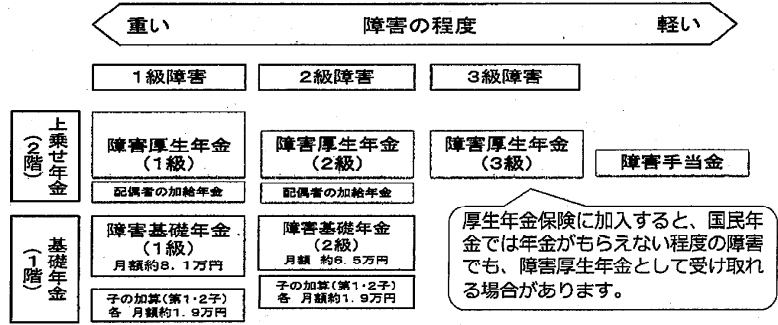 重い 障害の程度 軽い
1級障害 2級障害 3級障害
上乗せ年金
(2階)
障害厚生年金
(1級)
配偶者の加給年金
障害厚生年金
(2級)
配偶者の加給年金
障害厚生年金
(3級)
障害手当金
基礎年金
(1階)
障害基礎年金
(1級)
月額約8.1万円
子の加算(第1・2子)
各 月額約1.9万円
障害基礎年金
(2級)
月額 約6.5万円
子の加算(第1・2子)
各 月額約1.9万円
厚生年金保険に加入すると、国民年
金では年金がもらえない程度の障害
でも、障害厚生年金として受け取れ
る場合があります。